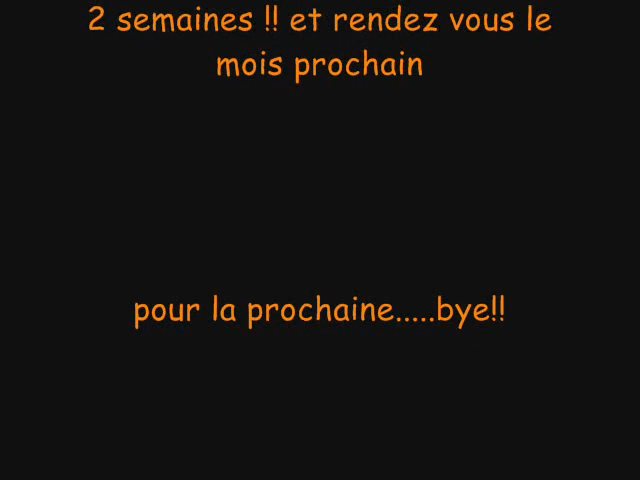 2 semaines !! et rendez vous le
mois prochain
pour la prochaine.....bye!!